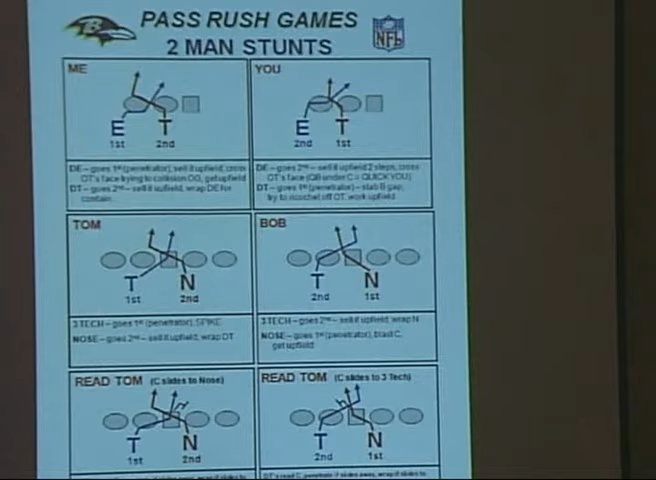 PASS RUSH GAMES
NFL
2 MAN STUNTS
ME
E T
1st 2nd
DE – goes 1st (penetrator), sell it upfield, cross
OT's face trying to collision OG, get upfield
DT – goes 2nd – sell it upfield, wrap DE for
contain.
YOU
E T
2nd 1st
DE – goes 2nd – sell it upfield 2 steps, cross
OT's face (QB under C = QUICK YOU)
DT – goes 1st (penetrator) – stab B gap,
try to ricochet off OT, work upfield
TOM
T N
1st 2nd
3 TECH – goes 1st (penetrator), SPIKE
NOSE – goes 2nd – sell it upfield, wrap DT
BOB
T N
2nd 1st
3 TECH – goes 2nd – sell it upfield, wrap N
NOSE – goes 1st (penetrator), blast C,
get upfield
READ TOM (C slides to Nose)
T N
1st 2nd
READ TOM (C slides to 3 Tech)
T N
2nd 1st